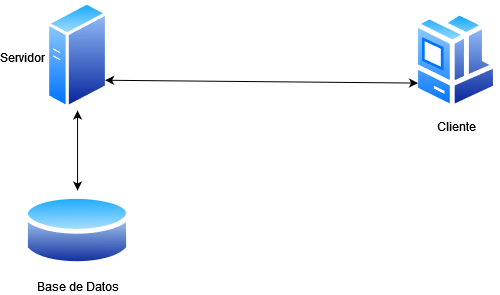 Servidor
Cliente
Base de Datos